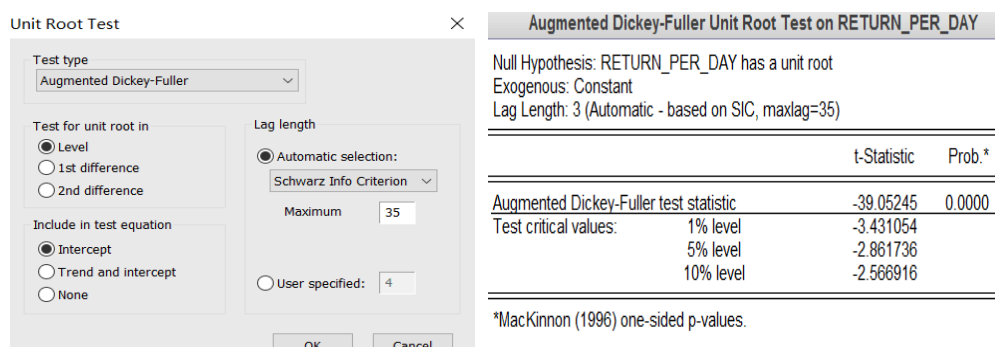 Unit Root Test
Test type
Augmented Dickey-Fuller
Test for unit root in
Level
1st difference
2nd difference
Include in test equation
Intercept
Trend and intercept
None
Lag length
Automatic selection:
Schwarz Info Criterion
Maximum 35
User specified: 4
OK Cancel
Augmented Dickey-Fuller Unit Root Test on RETURN_PER_DAY
Null Hypothesis: RETURN_PER_DAY has a unit root
Exogenous: Constant
Lag Length: 3 (Automatic - based on SIC, maxlag=35)
t-Statistic Prob.*
Augmented Dickey-Fuller test statistic -39.05245 0.0000
Test critical values: 1% level -3.431054
5% level -2.861736
10% level -2.566916
*MacKinnon (1996) one-sided p-values.